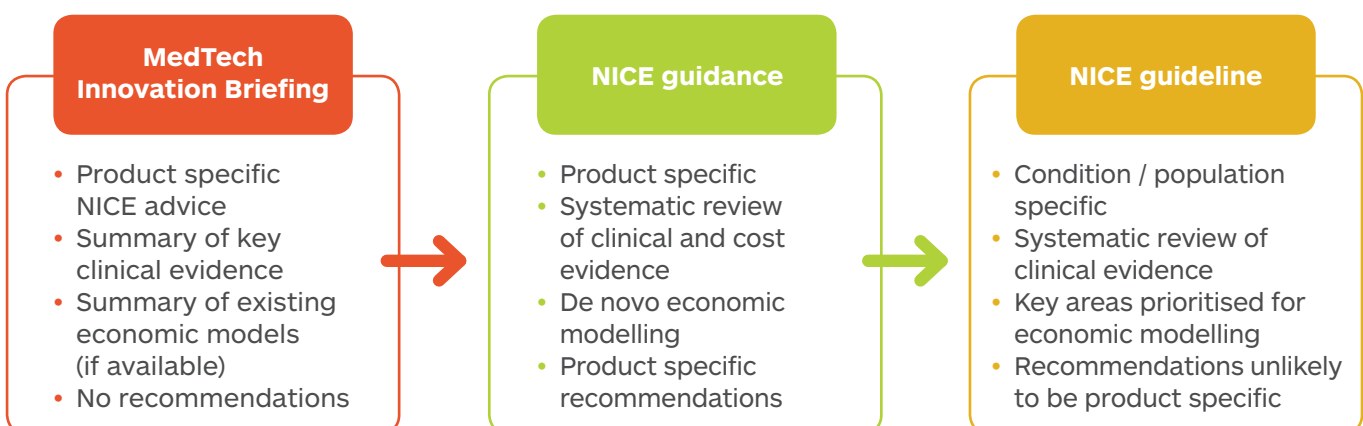 MedTech
Innovation Briefing
• Product specific
NICE advice
• Summary of key
clinical evidence
• Summary of existing
economic models
(if available)
• No recommendations
NICE guidance
• Product specific
• Systematic review
of clinical and cost
evidence
• De novo economic
modelling
• Product specific
recommendations
NICE guideline
• Condition / population
specific
• Systematic review of
clinical evidence
• Key areas prioritised for
economic modelling
• Recommendations unlikely
to be product specific